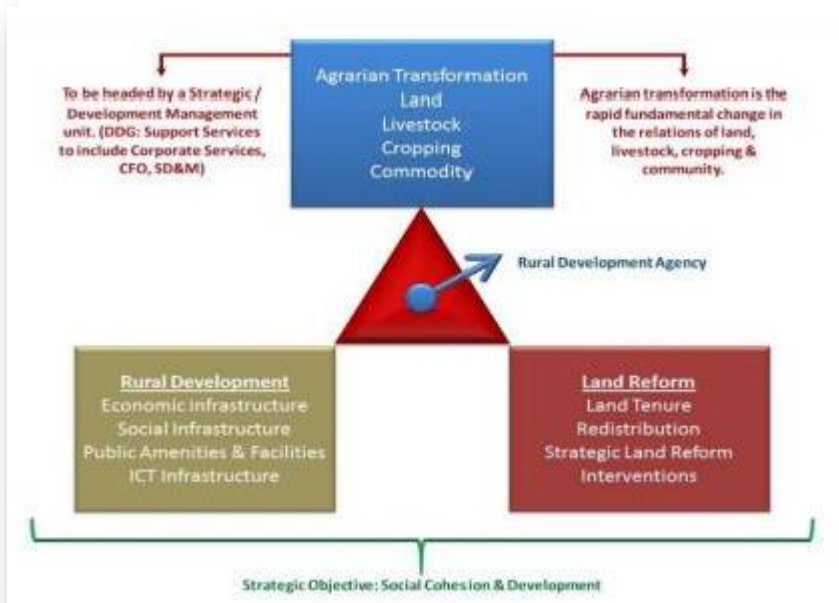 Agrarian Transformation
Land
Livestock
Cropping
Commodity
To be headed by a Strategic /
Development Management
unit. (DDG: Support Services
to include Corporate Services,
CFO, SD&M)
Agrarian transformation is the
rapid fundamental change in
the relations of land,
livestock, cropping &
community.
Rural Development Agency
Rural Development
Economic infrastructure
Social Infrastructure
Public Amenities & Facilities
ICT Infrastructure
Land Reform
Land Tenure
Redistribution
Strategic Land Reform
Interventions
Strategic Objective: Social Cohesion & Development